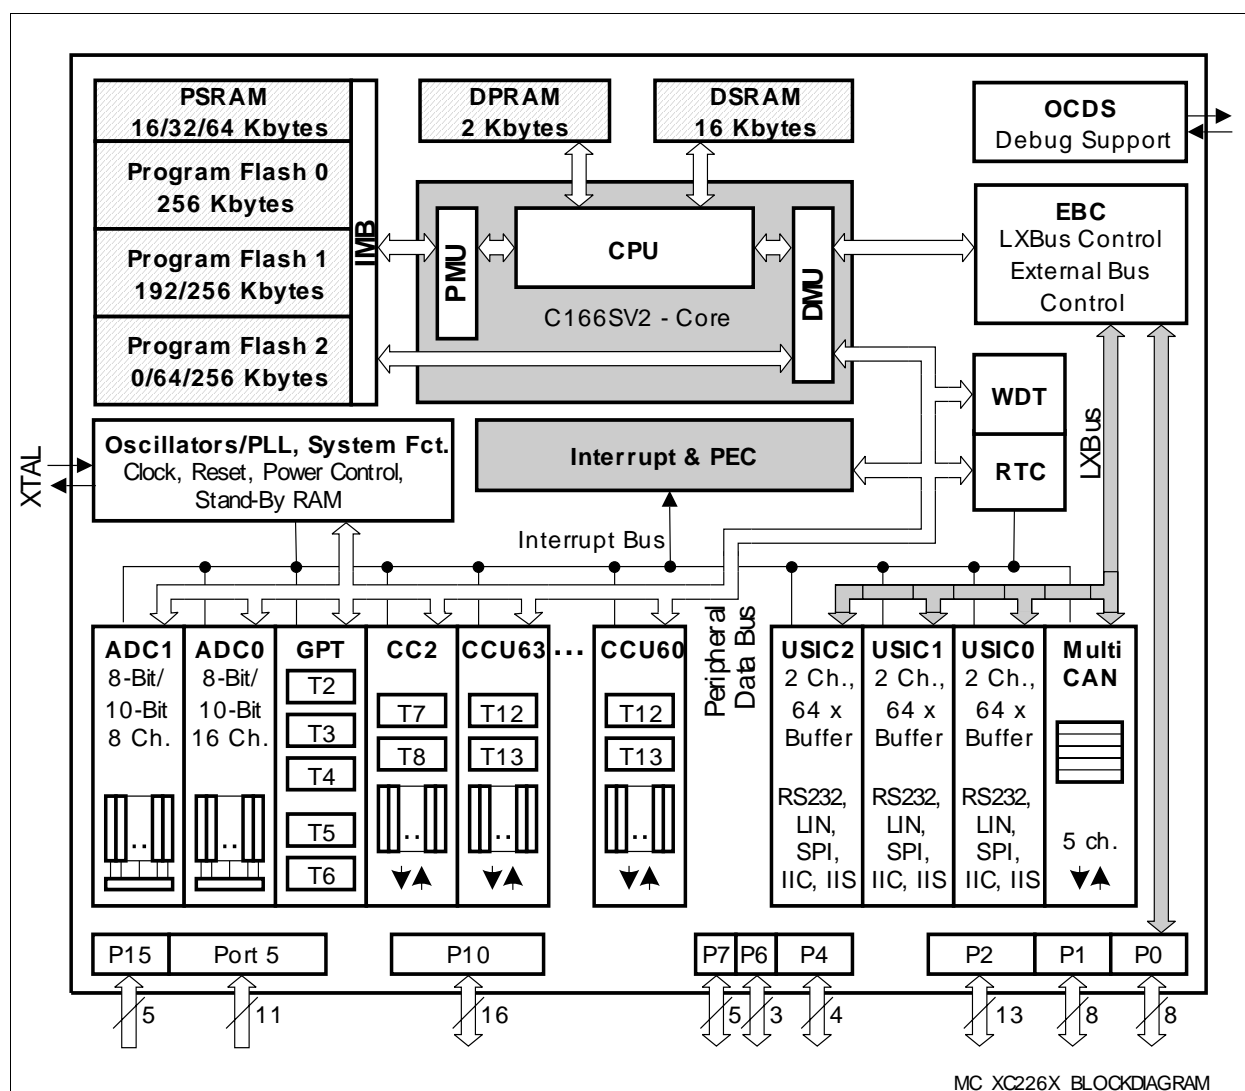 PSRAM
16/32/64 Kbytes
Program Flash 0
256 Kbytes
Program Flash 1
192/256 Kbytes
Program Flash 2
0/64/256 Kbytes
IMB
DPRAM
2 Kbytes
DSRAM
16 Kbytes
OCDS
Debug Support
PMU
CPU
DMU
C166SV2 - Core
EBC
LXBus Control
External Bus
Control
XTAL
Oscillators/PLL, System Fct.
Clock, Reset, Power Control,
Stand-By RAM
Interrupt & PEC
WDT
RTC
LXBus
Interrupt Bus
Peripheral
Data Bus
ADC1
8-Bit/
10-Bit
8 Ch.
..
ADC0
8-Bit/
10-Bit
16 Ch.
..
GPT
T2
T3
T4
T5
T6
CC2
T7
T8
..
CCU63
T12
T13
..
...
CCU60
T12
T13
..
USIC2
2 Ch.,
64 x
Buffer
RS232,
LIN,
SPI,
IIC, IIS
USIC1
2 Ch.,
64 x
Buffer
RS232,
LIN,
SPI,
IIC, IIS
USIC0
2 Ch.,
64 x
Buffer
RS232,
LIN,
SPI,
IIC, IIS
Multi
CAN
5 ch.
P15
Port 5
P10
P7
P6
P4
P2
P1
P0
5
11
16
5
3
4
13
8
8
MC_XC226X_BLOCKDIAGRAM